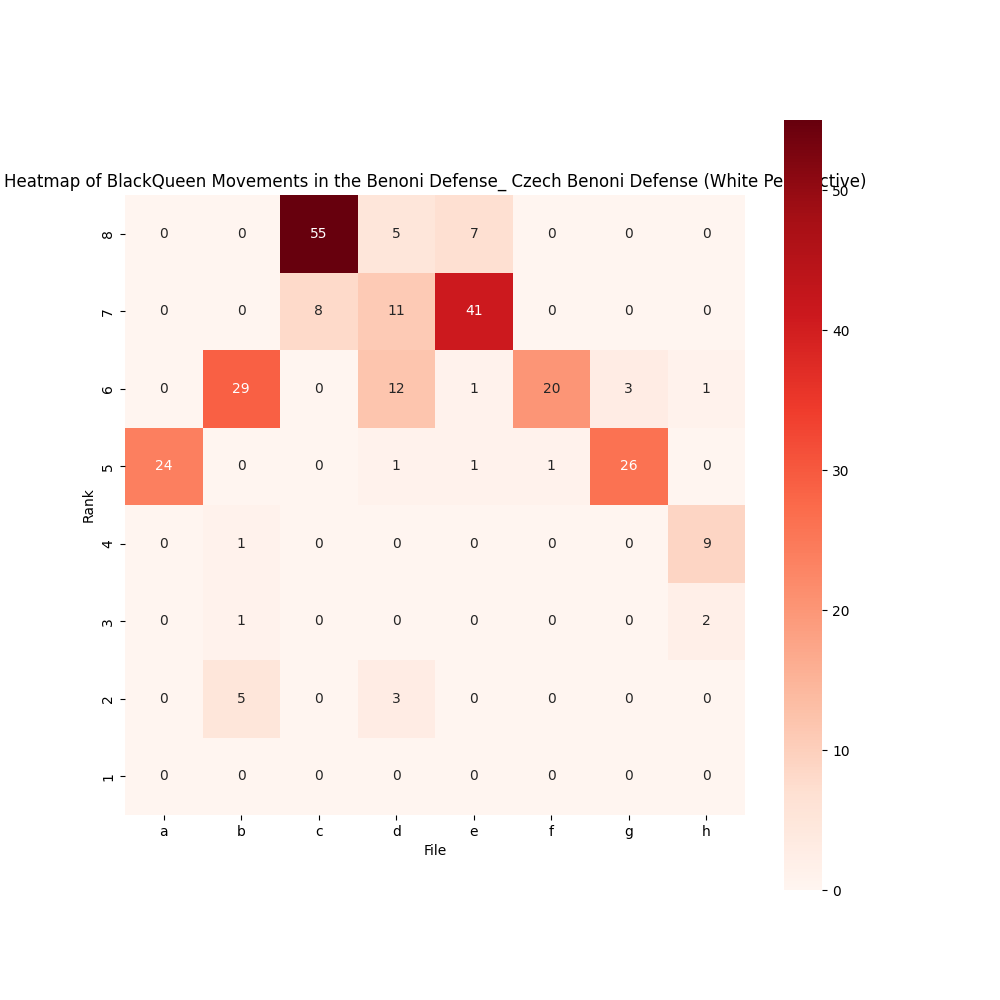 Heatmap of BlackQueen Movements in the Benoni Defense_ Czech Benoni Defense (White Perspective)
50
8 0 0 55 5 7 0 0 0
7 0 0 8 11 41 0 0 0
40
6 0 29 0 12 1 20 3 1
5 24 0 0 1 1 1 26 0
30
Rank
4 0 1 0 0 0 0 0 9
3 0 1 0 0 0 0 0 2
20
2 0 5 0 3 0 0 0 0
10
1 0 0 0 0 0 0 0 0
a b c d e f g h
File
0